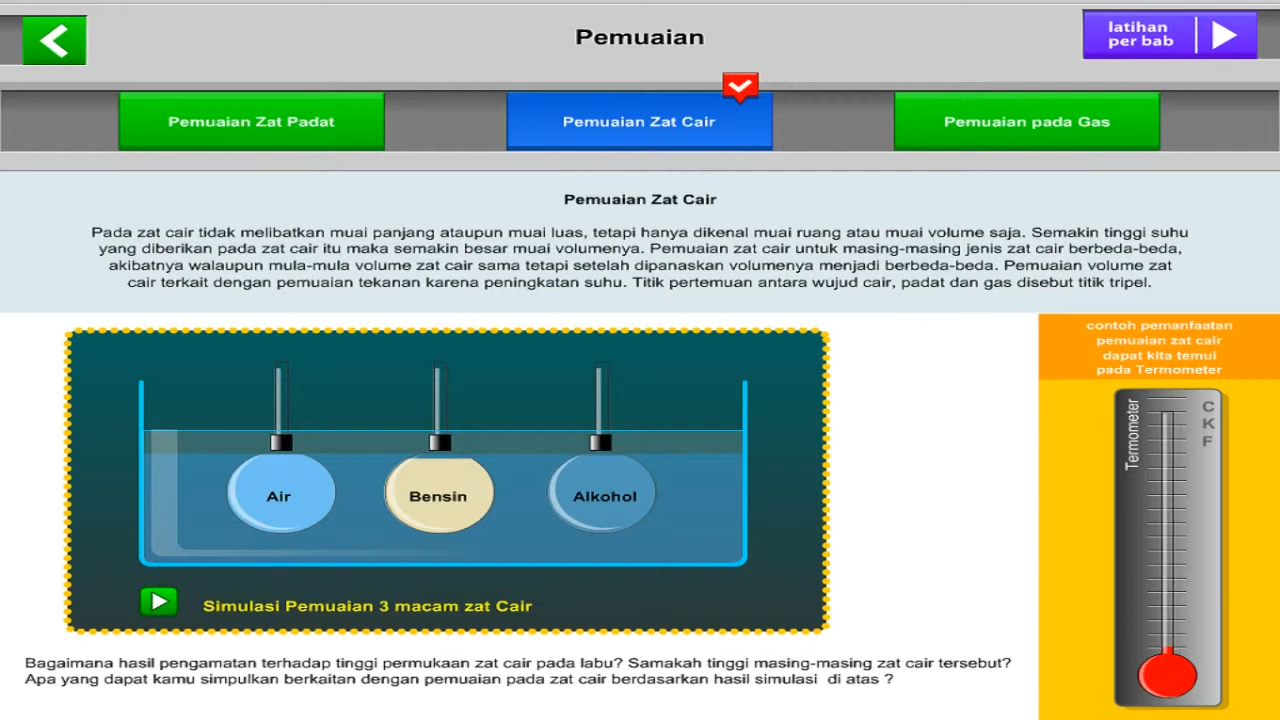 Pemuaian
latihan
per bab
Pemuaian Zat Padat
Pemuaian Zat Cair
Pemuaian pada Gas
Pemuaian Zat Cair
Pada zat cair tidak melibatkan muai panjang ataupun muai luas, tetapi hanya dikenal muai ruang atau muai volume saja. Semakin tinggi suhu
yang diberikan pada zat cair itu maka semakin besar muai volumenya. Pemuaian zat cair untuk masing-masing jenis zat cair berbeda-beda,
akibatnya walaupun mula-mula volume zat cair sama tetapi setelah dipanaskan volumenya menjadi berbeda-beda. Pemuaian volume zat
cair terkait dengan pemuaian tekanan karena peningkatan suhu. Titik pertemuan antara wujud cair, padat dan gas disebut titik tripel.
Air
Bensin
Alkohol
Simulasi Pemuaian 3 macam zat Cair
contoh pemanfaatan
pemuaian zat cair
dapat kita temui
pada Termometer
Termometer
C
K
F
Bagaimana hasil pengamatan terhadap tinggi permukaan zat cair pada labu? Samakah tinggi masing-masing zat cair tersebut?
Apa yang dapat kamu simpulkan berkaitan dengan pemuaian pada zat cair berdasarkan hasil simulasi di atas ?